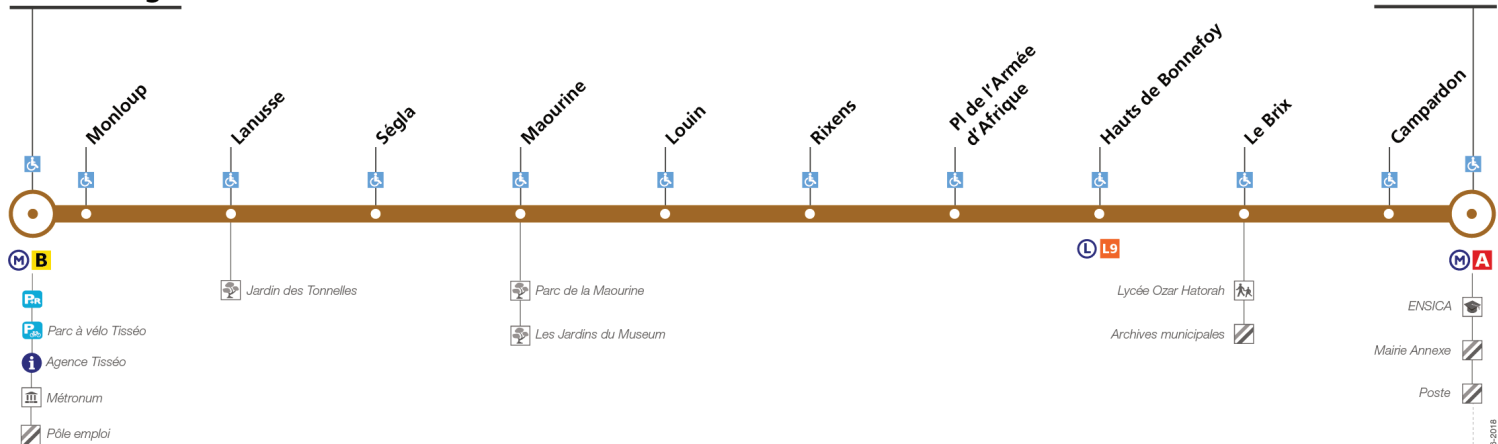 Monloup
Lanusse
Ségla
Maourine
Louin
Rixens
Pl de l'Armée
d'Afrique
Hauts de Bonnefoy
Le Brix
Campardon
M B
L L9
M A
PR
P
Jardin des Tonnelles
Parc de la Maourine
Les Jardins du Museum
Lycée Ozar Hatorah
Archives municipales
ENSICA
Mairie Annexe
Poste
Parc à vélo Tisséo
i Agence Tisséo
Métronum
Pôle emploi
-2018